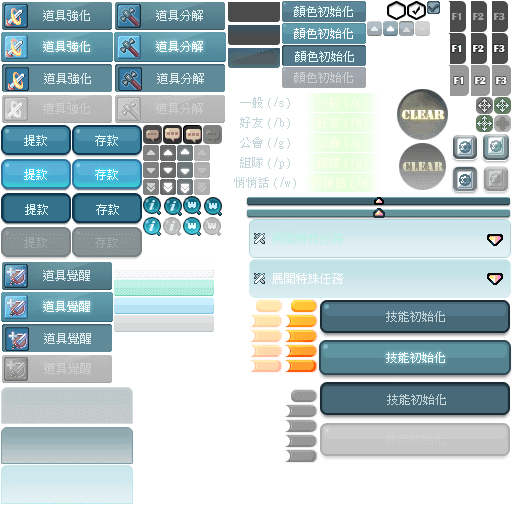 道具強化 道具分解 顏色初始化 F1 F2 F3
道具強化 道具分解 顏色初始化 F1 F2 F3
道具強化 道具分解 顏色初始化 F1 F2 F3
道具強化 道具分解 顏色初始化
一般 (/s)
好友 (/b)
公會 (/g)
組隊 (/p)
悄悄話 (/w)
CLEAR
CLEAR
提款 存款
提款 存款
提款 存款
提款 存款
i i w w
i i w w
道具覺醒
道具覺醒
道具覺醒
道具覺醒
展開特殊任務
技能初始化
技能初始化
技能初始化
技能初始化